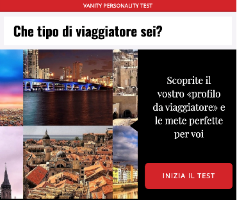 VANITY PERSONALITY TEST
Che tipo di viaggiatore sei?
Scoprite il
vostro «profilo
da viaggiatore» e
le mete perfette
per voi
INIZIA IL TEST